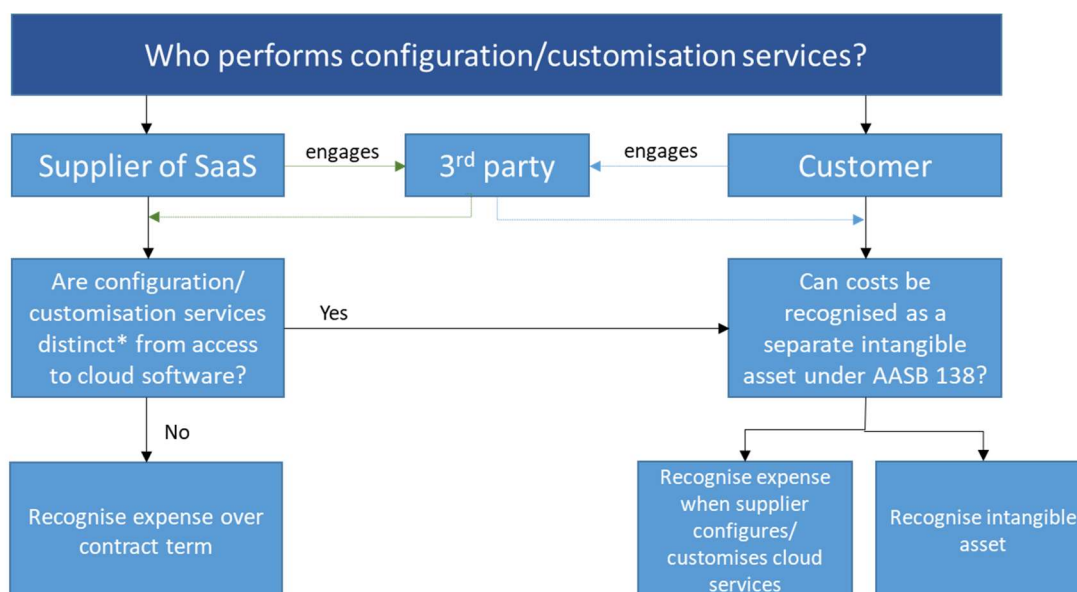 Who performs configuration/customisation services?
Supplier of SaaS
engages
3rd party
engages
Customer
Are configuration/
customisation services
distinct* from access
to cloud software?
Yes
Can costs be
recognised as a
separate intangible
asset under AASB 138?
No
Recognise expense over
contract term
Recognise expense
when supplier
configures/
customises cloud
services
Recognise intangible
asset